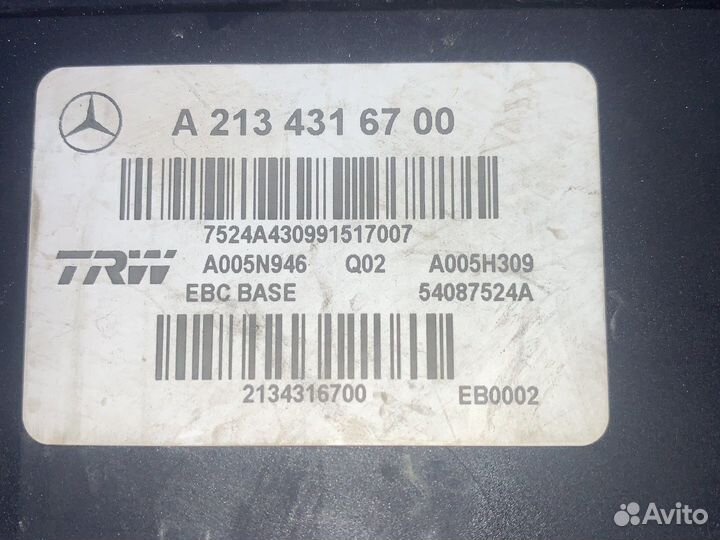 A 213 431 67 00
7524A430991517007
TRW A005N946 Q02 A005H309
EBC BASE 54087524A
2134316700 EB0002
Avito